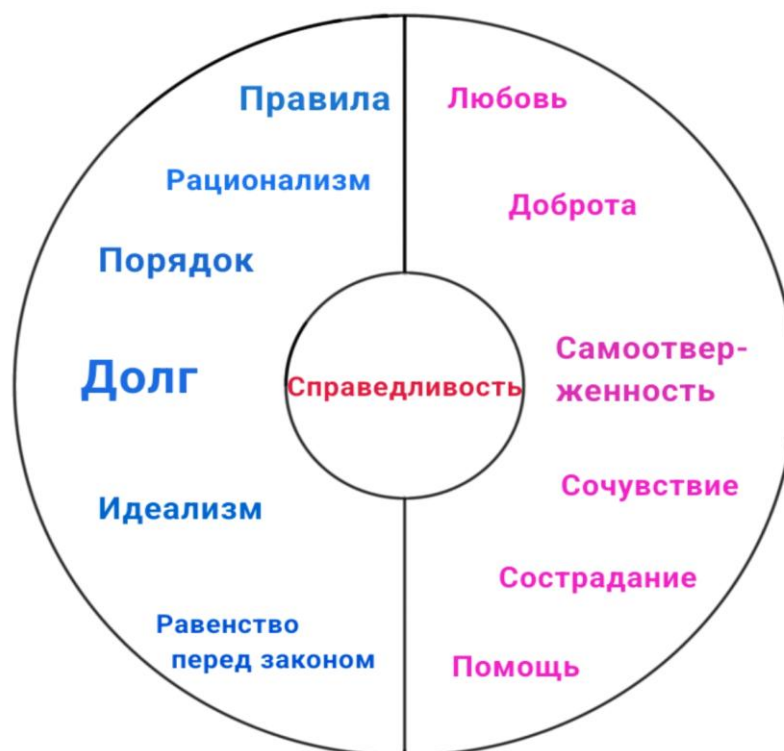 Правила
Рационализм
Порядок
Долг
Идеализм
Равенство
перед законом
Справедливость
Любовь
Доброта
Самоотвер-
женность
Сочувствие
Сострадание
Помощь